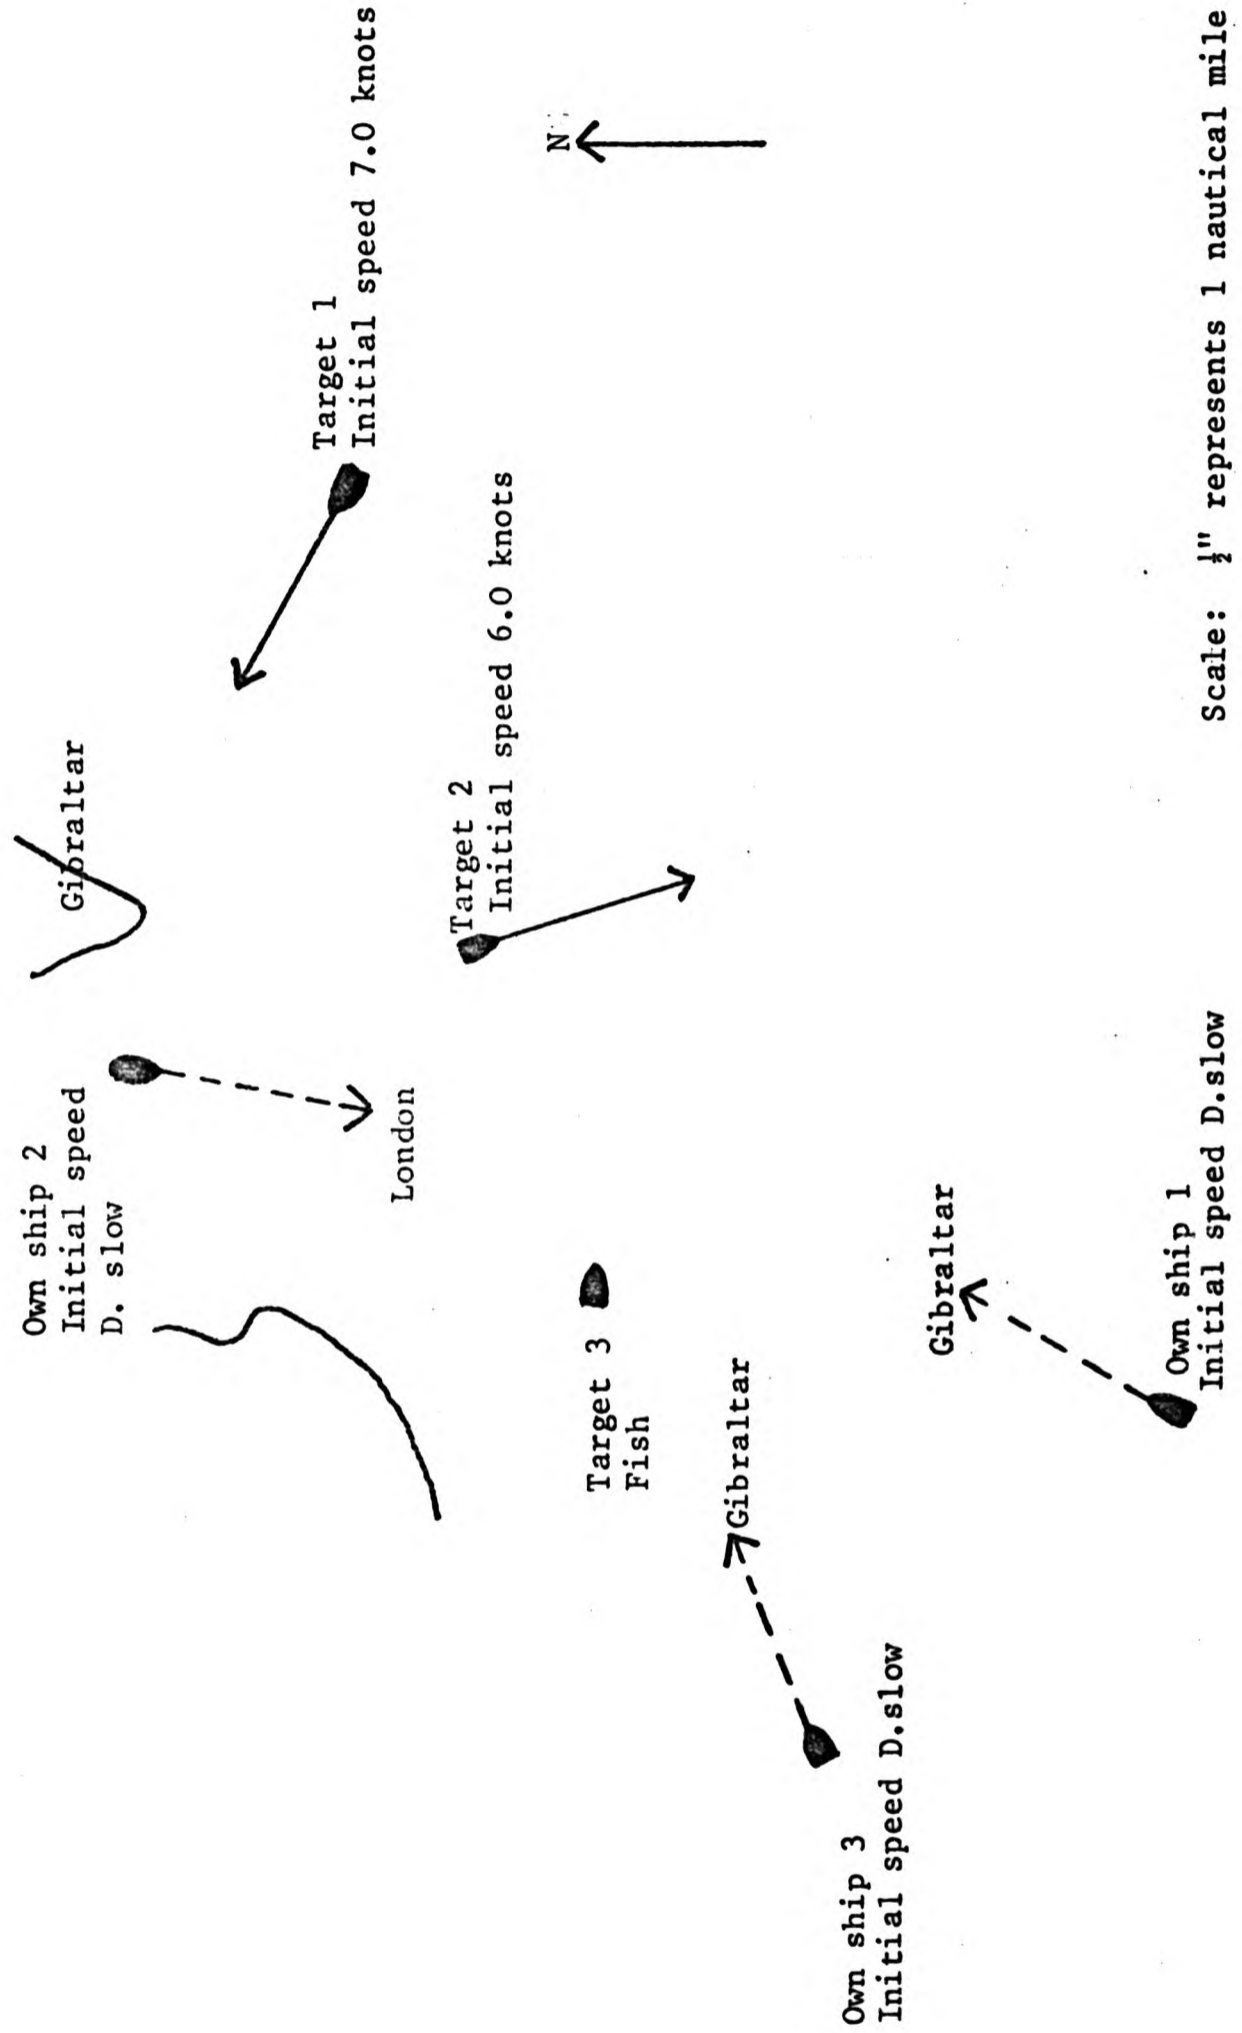 Own ship 2
Initial speed
D. slow
Gibraltar
London
Target 1
Initial speed 7.0 knots
Target 2
Initial speed 6.0 knots
N
Target 3
Fish
Gibraltar
Own ship 3
Initial speed D.slow
Gibraltar
Own ship 1
Initial speed D.slow
Scale: ½" represents 1 nautical mile